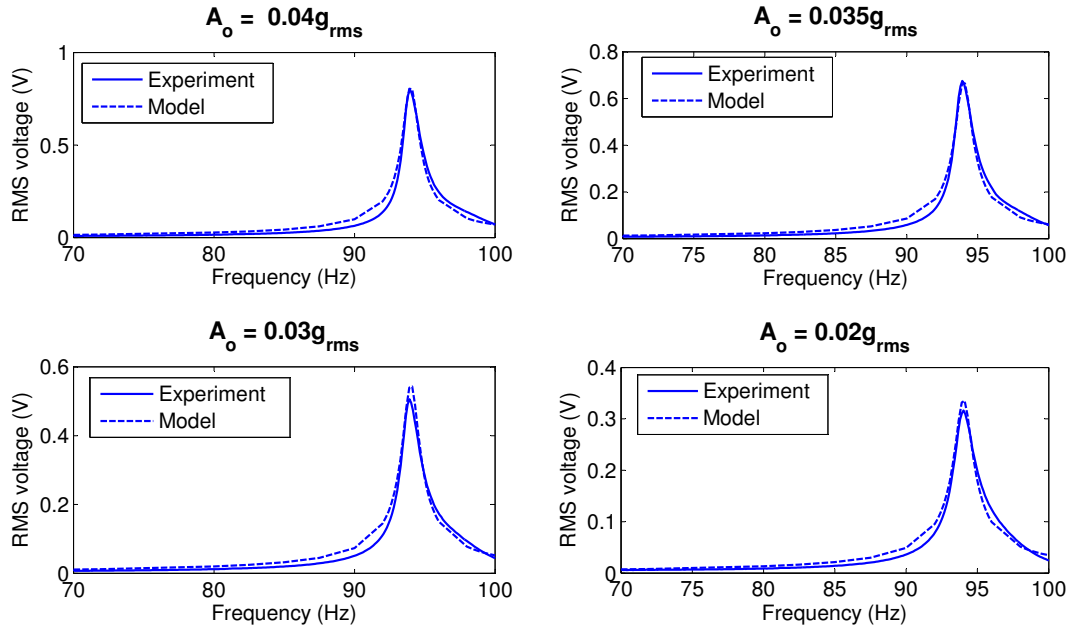 A_o = 0.04g_rms
RMS voltage (V)
1
0.5
0
Experiment
Model
70 80 90 100
Frequency (Hz)
A_o = 0.035g_rms
RMS voltage (V)
0.8
0.6
0.4
0.2
0
Experiment
Model
70 75 80 85 90 95 100
Frequency (Hz)
A_o = 0.03g_rms
RMS voltage (V)
0.6
0.4
0.2
0
Experiment
Model
70 80 90 100
Frequency (Hz)
A_o = 0.02g_rms
RMS voltage (V)
0.4
0.3
0.2
0.1
0
Experiment
Model
70 75 80 85 90 95 100
Frequency (Hz)